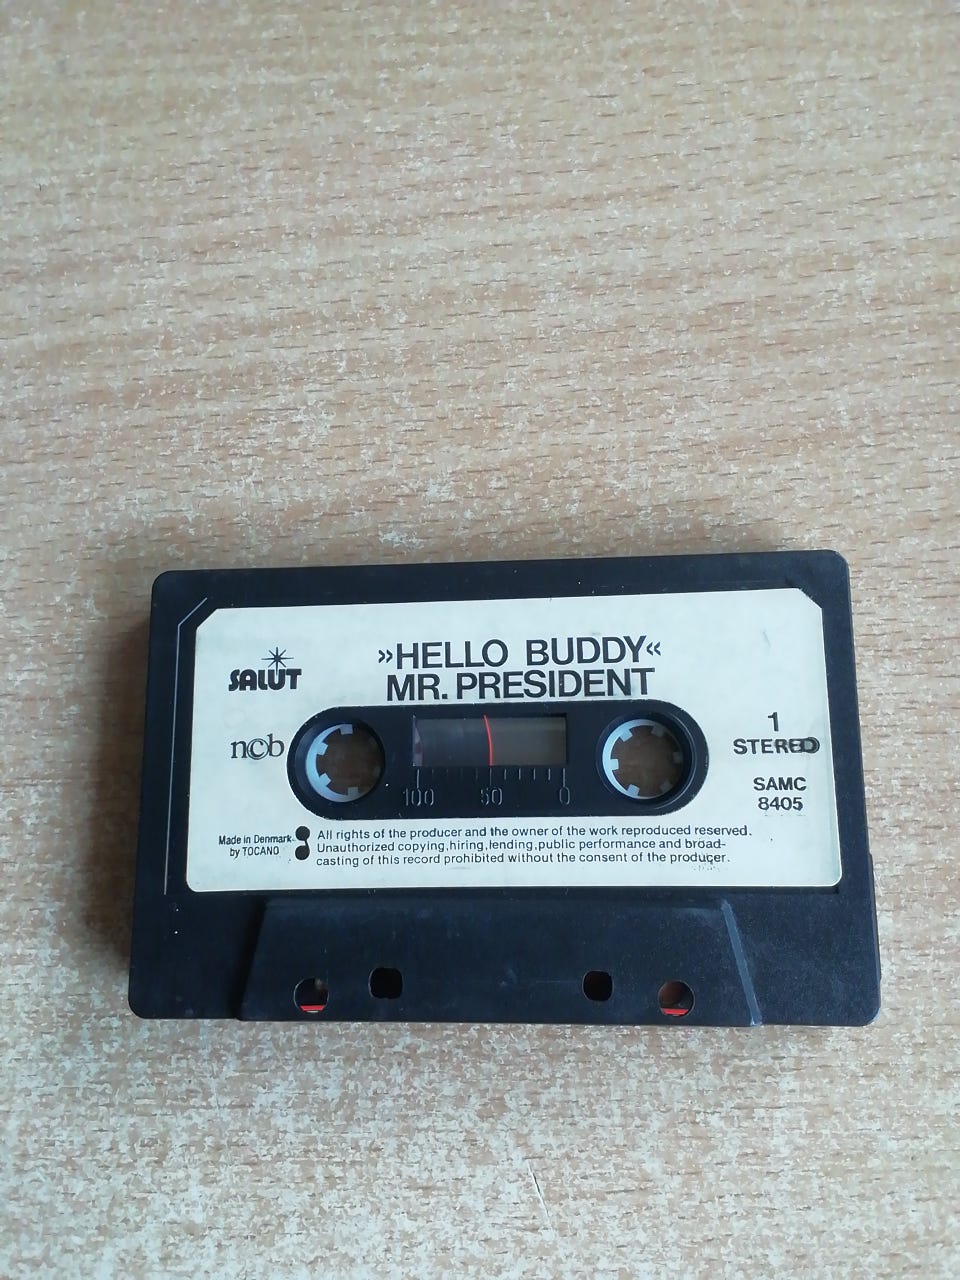 »HELLO BUDDY«
MR. PRESIDENT
SALUT
ncb
1
STEREO
SAMC
8405
100 50 0
Made in Denmark
by TOCANO
All rights of the producer and the owner of the work reproduced reserved.
Unauthorized copying,hiring,lending,public performance and broad-
casting of this record prohibited without the consent of the producer.